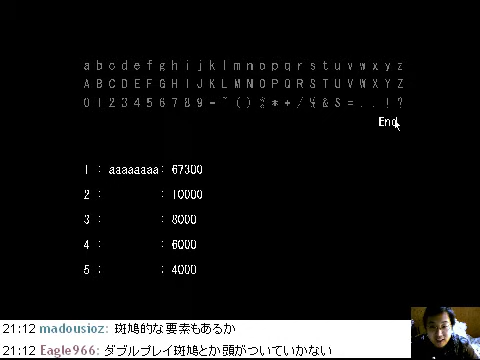 a b c d e f g h i j k l m n o p q r s t u v w x y z
A B C D E F G H I J K L M N O P Q R S T U V W X Y Z
0 1 2 3 4 5 6 7 8 9 - ~ ( ) % * + / & S = . , ! ?
End
1 : aaaaaaaa: 67300
2 : : 10000
3 : : 8000
4 : : 6000
5 ; : 4000
21:12 madousioz: 斑鳩的な要素もあるか
21:12 Eagle966: ダブルプレイ斑鳩とか頭がついていかない